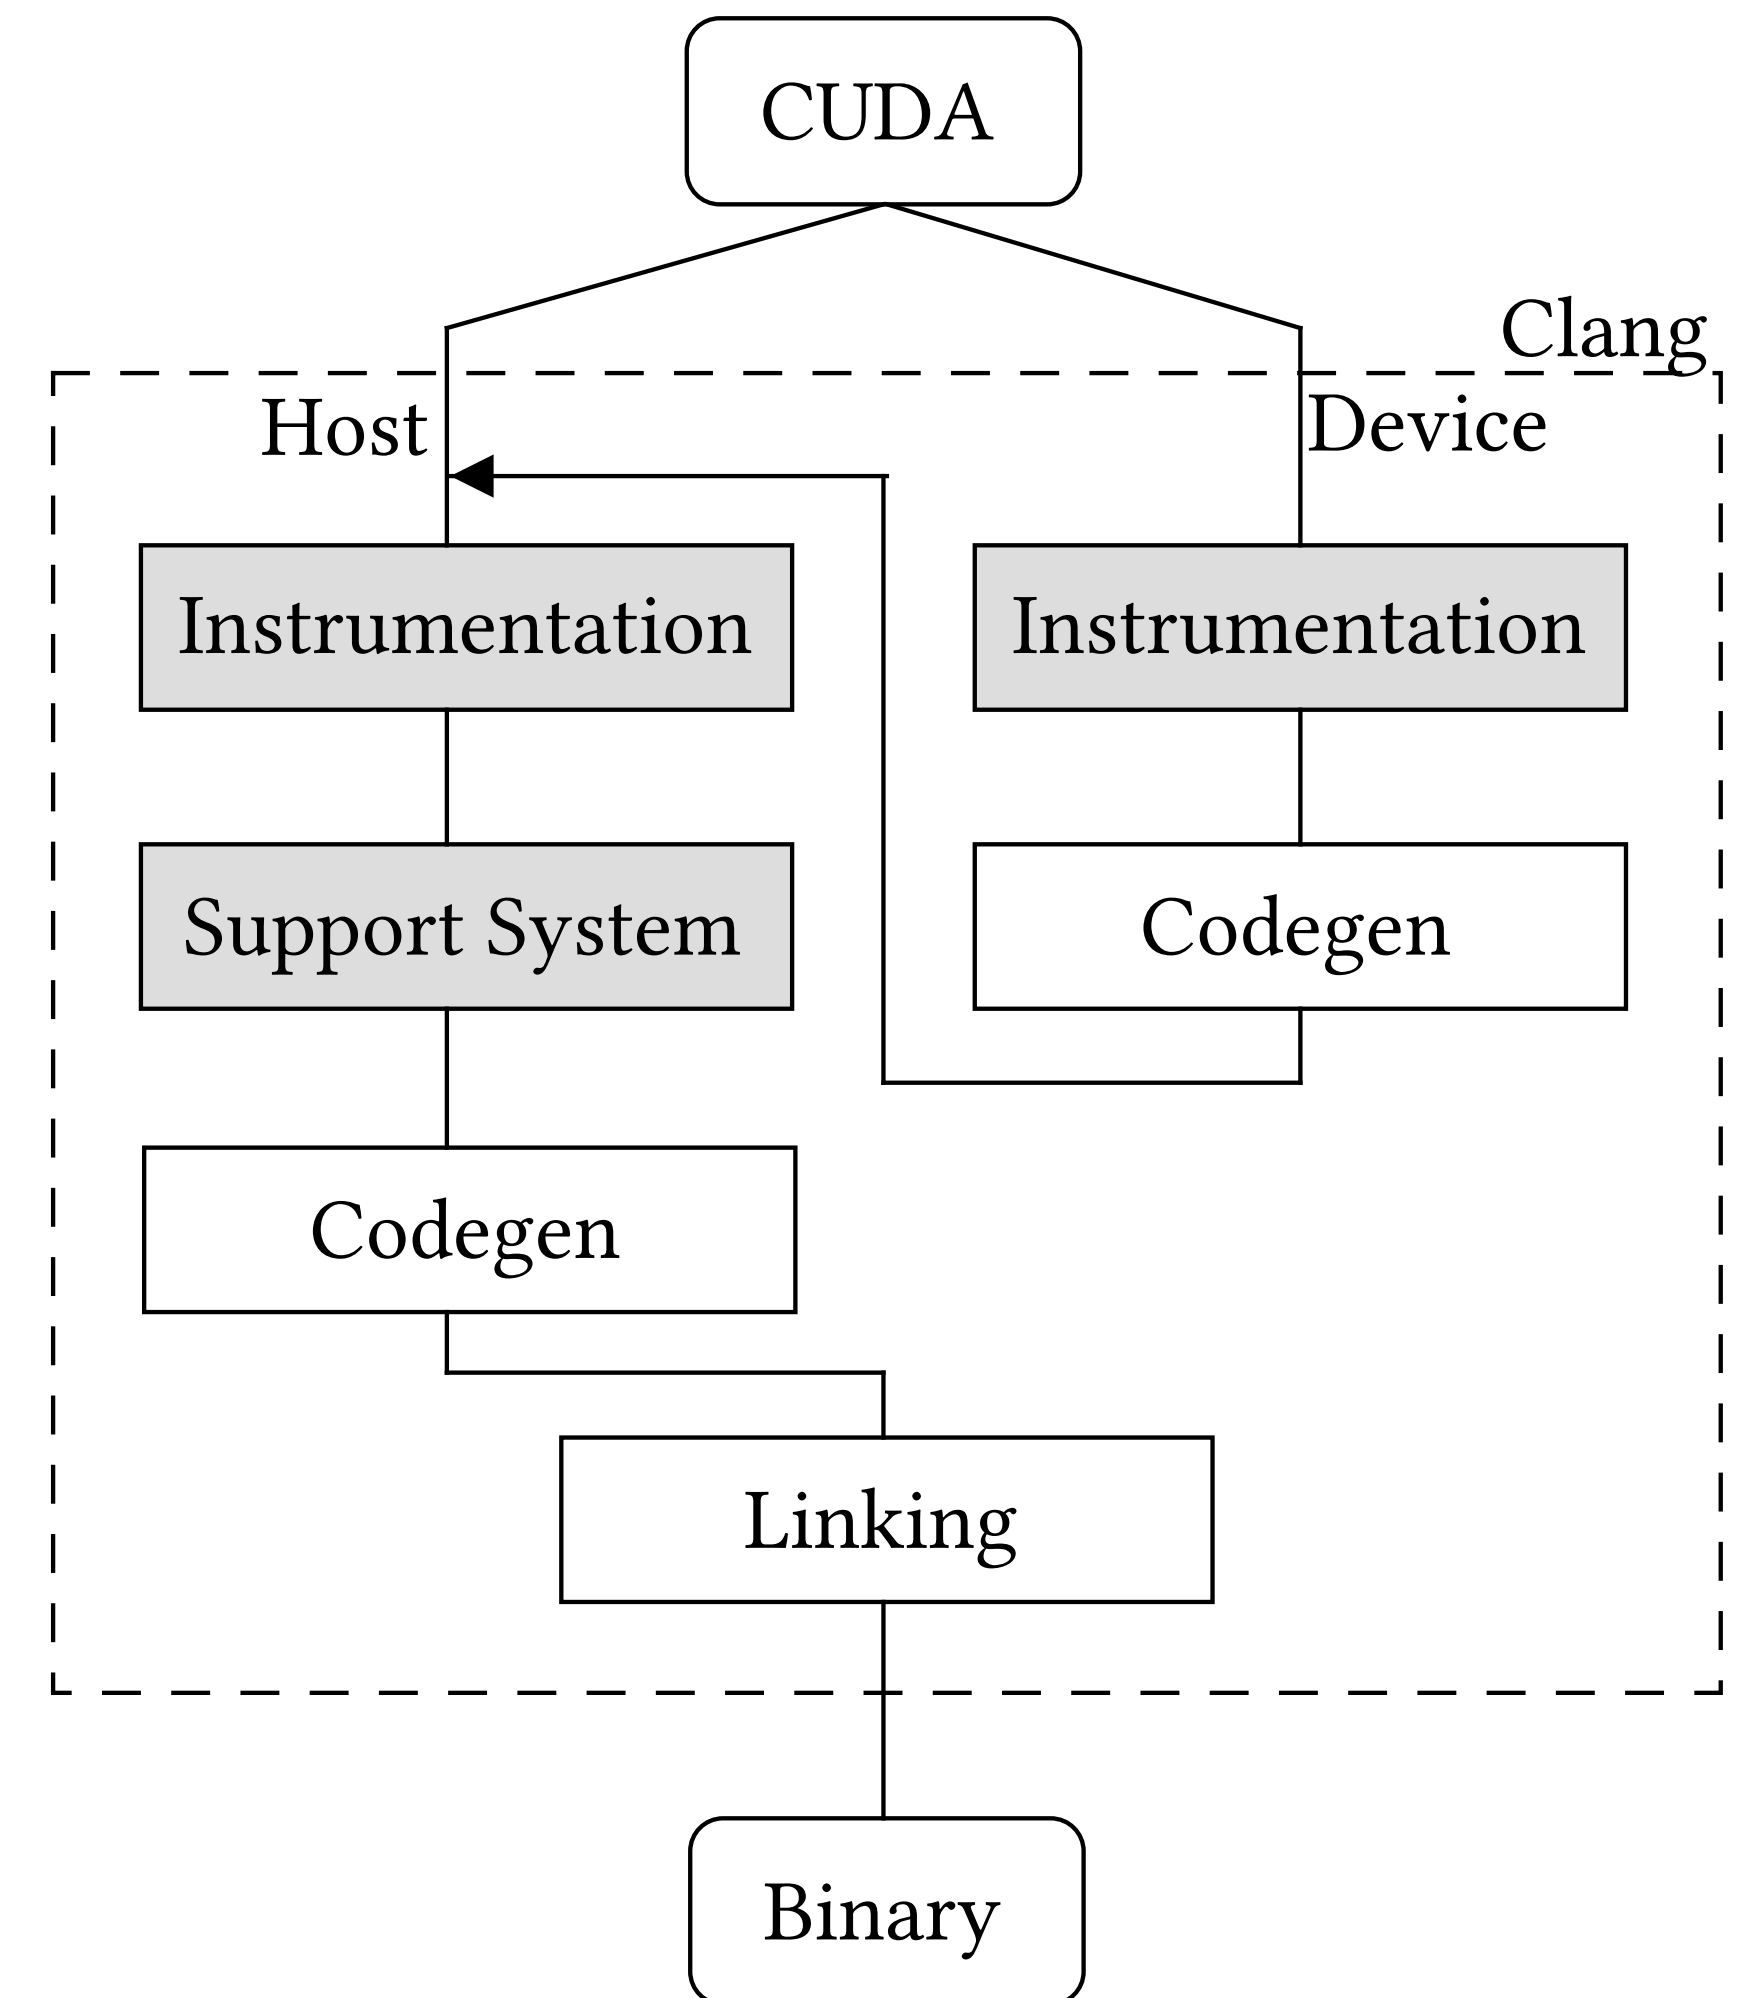 CUDA
Clang
Host
Device
Instrumentation
Instrumentation
Support System
Codegen
Codegen
Linking
Binary